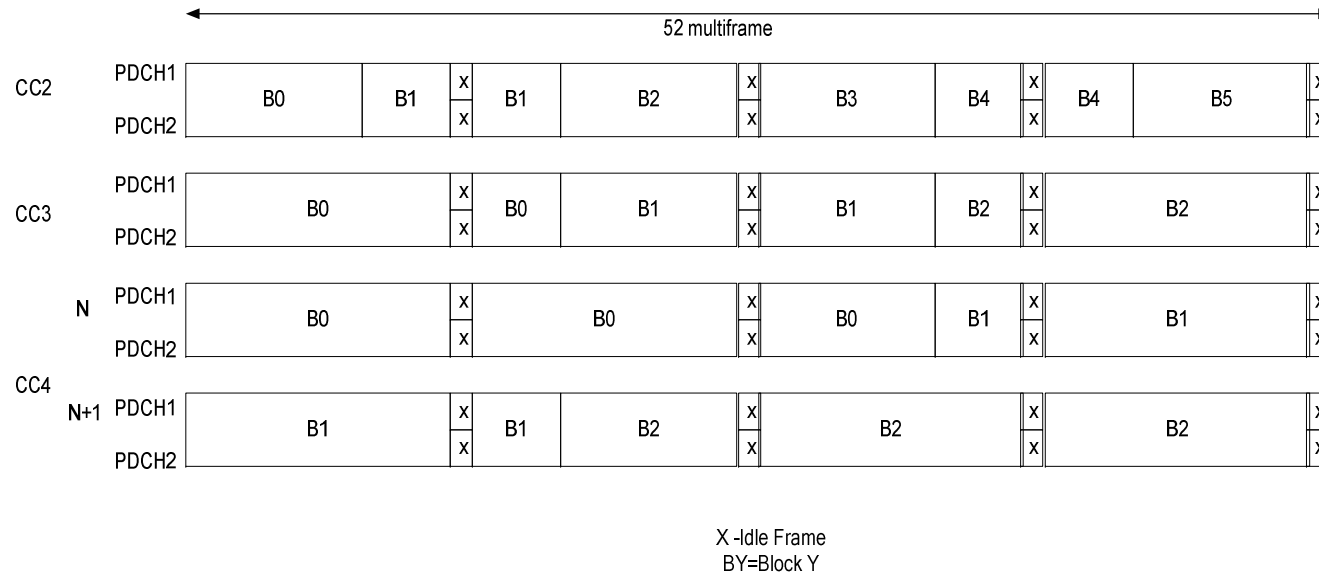 52 multiframe
CC2
PDCH1
PDCH2
B0
B1
X
X
B1
B2
X
X
B3
B4
X
X
B4
B5
X
X
CC3
PDCH1
PDCH2
B0
X
X
B0
B1
X
X
B1
B2
X
X
B2
X
X
CC4
N
PDCH1
PDCH2
B0
X
X
B0
X
X
B0
B1
X
X
B1
X
X
N+1
PDCH1
PDCH2
B1
X
X
B1
B2
X
X
B2
X
X
B2
X
X
X -Idle Frame
BY=Block Y